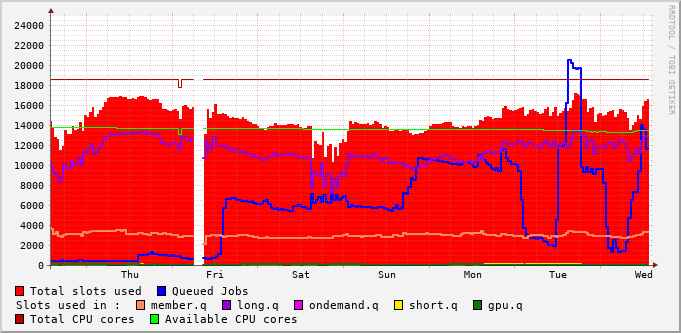 RRDTOOL / TOBI OETIKER
24000
22000
20000
18000
16000
14000
12000
10000
8000
6000
4000
2000
0
Thu Fri Sat Sun Mon Tue Wed
Total slots used Queued Jobs
Slots used in : member.q long.q ondemand.q short.q gpu.q
Total CPU cores Available CPU cores